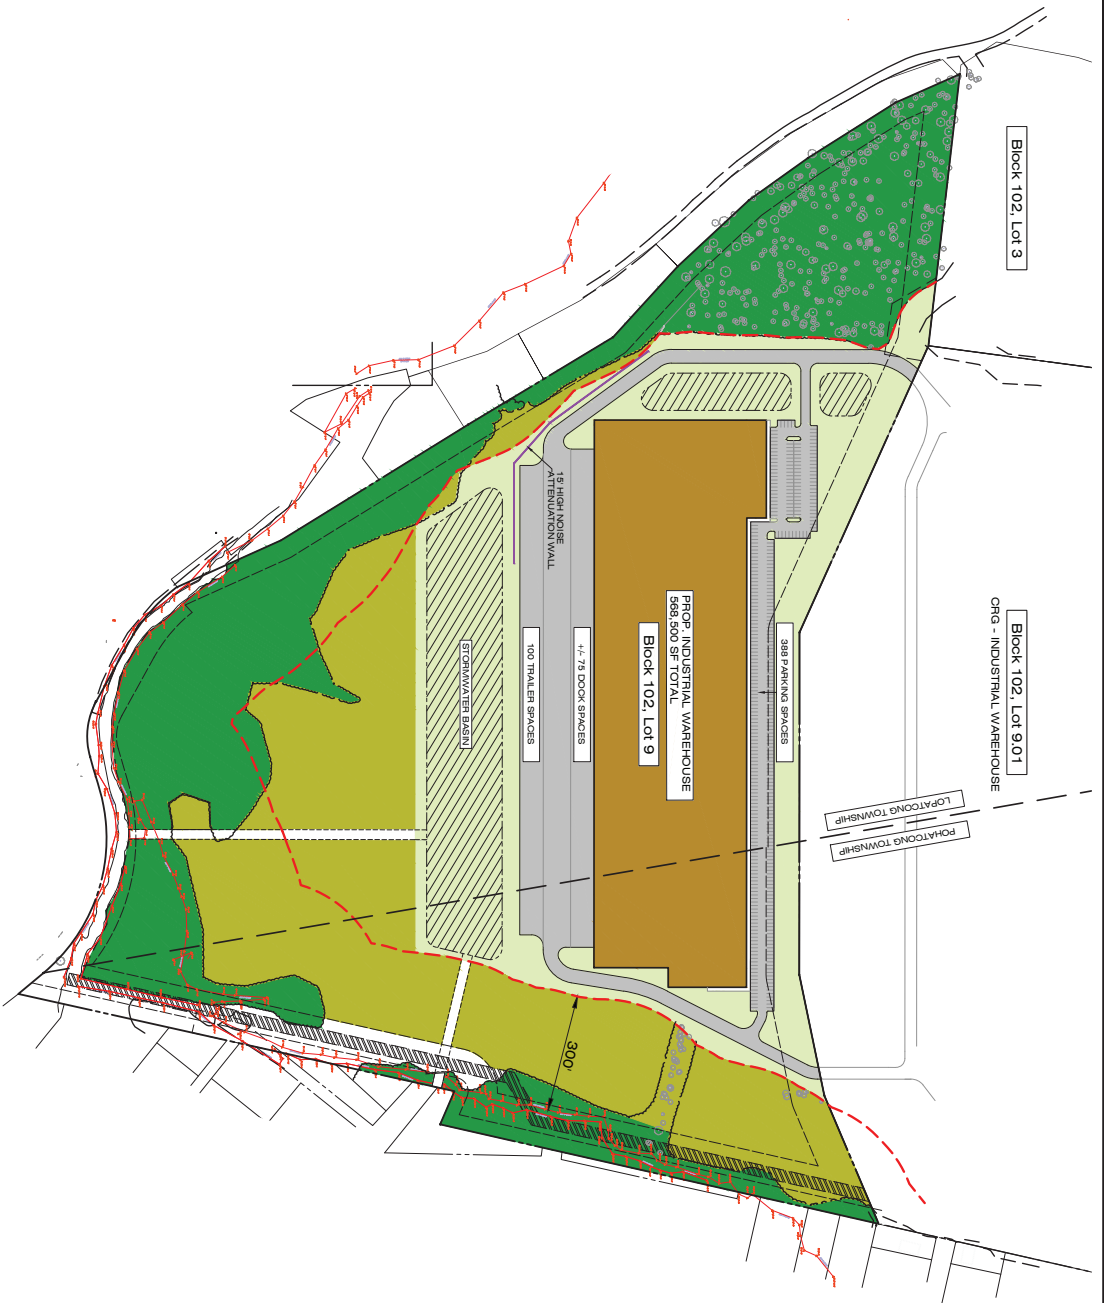 Block 102, Lot 3
Block 102, Lot 9.01
CRG - INDUSTRIAL WAREHOUSE
LOPATCONG TOWNSHIP
POHATCONG TOWNSHIP
388 PARKING SPACES
PROP. INDUSTRIAL WAREHOUSE
568,500 SF TOTAL
Block 102, Lot 9
+/- 75 DOCK SPACES
15' HIGH NOISE
ATTENUATION WALL
100 TRAILER SPACES
STORMWATER BASIN
300'